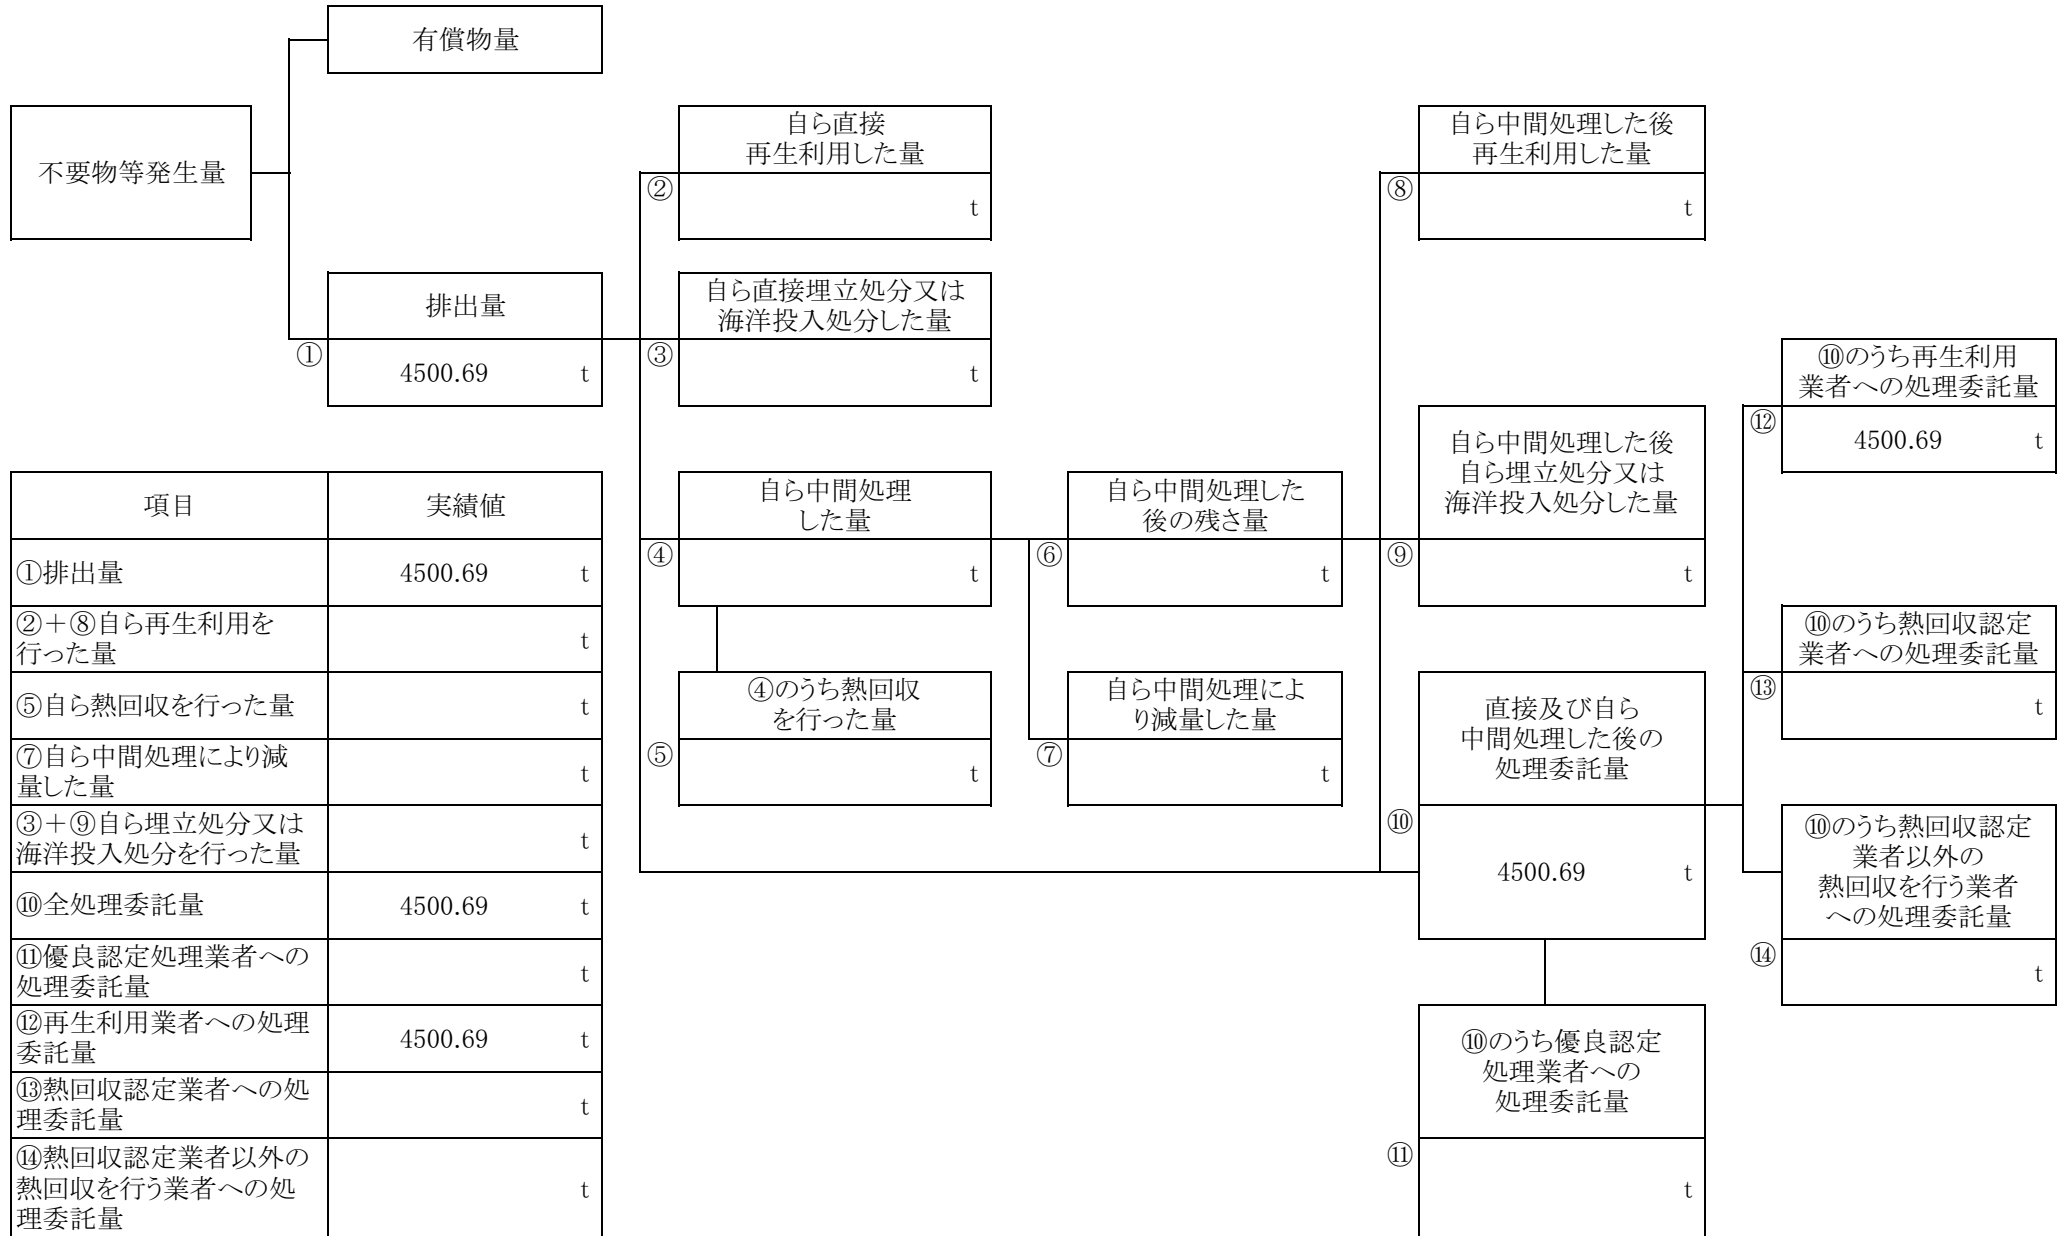 有償物量
不要物等発生量
排出量
①
4500.69 t
自ら直接
再生利用した量
②
t
自ら直接埋立処分又は
海洋投入処分した量
③
t
自ら中間処理
した量
④
t
④のうち熱回収
を行った量
⑤
t
自ら中間処理した
後の残さ量
⑥
t
自ら中間処理によ
り減量した量
⑦
t
自ら中間処理した後
再生利用した量
⑧
t
自ら中間処理した後
自ら埋立処分又は
海洋投入処分した量
⑨
t
直接及び自ら
中間処理した後の
処理委託量
⑩
4500.69 t
⑩のうち優良認定
処理業者への
処理委託量
⑪
t
⑩のうち再生利用
業者への処理委託量
⑫
4500.69 t
⑩のうち熱回収認定
業者への処理委託量
⑬
t
⑩のうち熱回収認定
業者以外の
熱回収を行う業者
への処理委託量
⑭
t
項目 実績値
①排出量 4500.69 t
②＋⑧自ら再生利用を
行った量 t
⑤自ら熱回収を行った量 t
⑦自ら中間処理により減
量した量 t
③＋⑨自ら埋立処分又は
海洋投入処分を行った量 t
⑩全処理委託量 4500.69 t
⑪優良認定処理業者への
処理委託量 t
⑫再生利用業者への処理
委託量 4500.69 t
⑬熱回収認定業者への処
理委託量 t
⑭熱回収認定業者以外の
熱回収を行う業者への処
理委託量 t